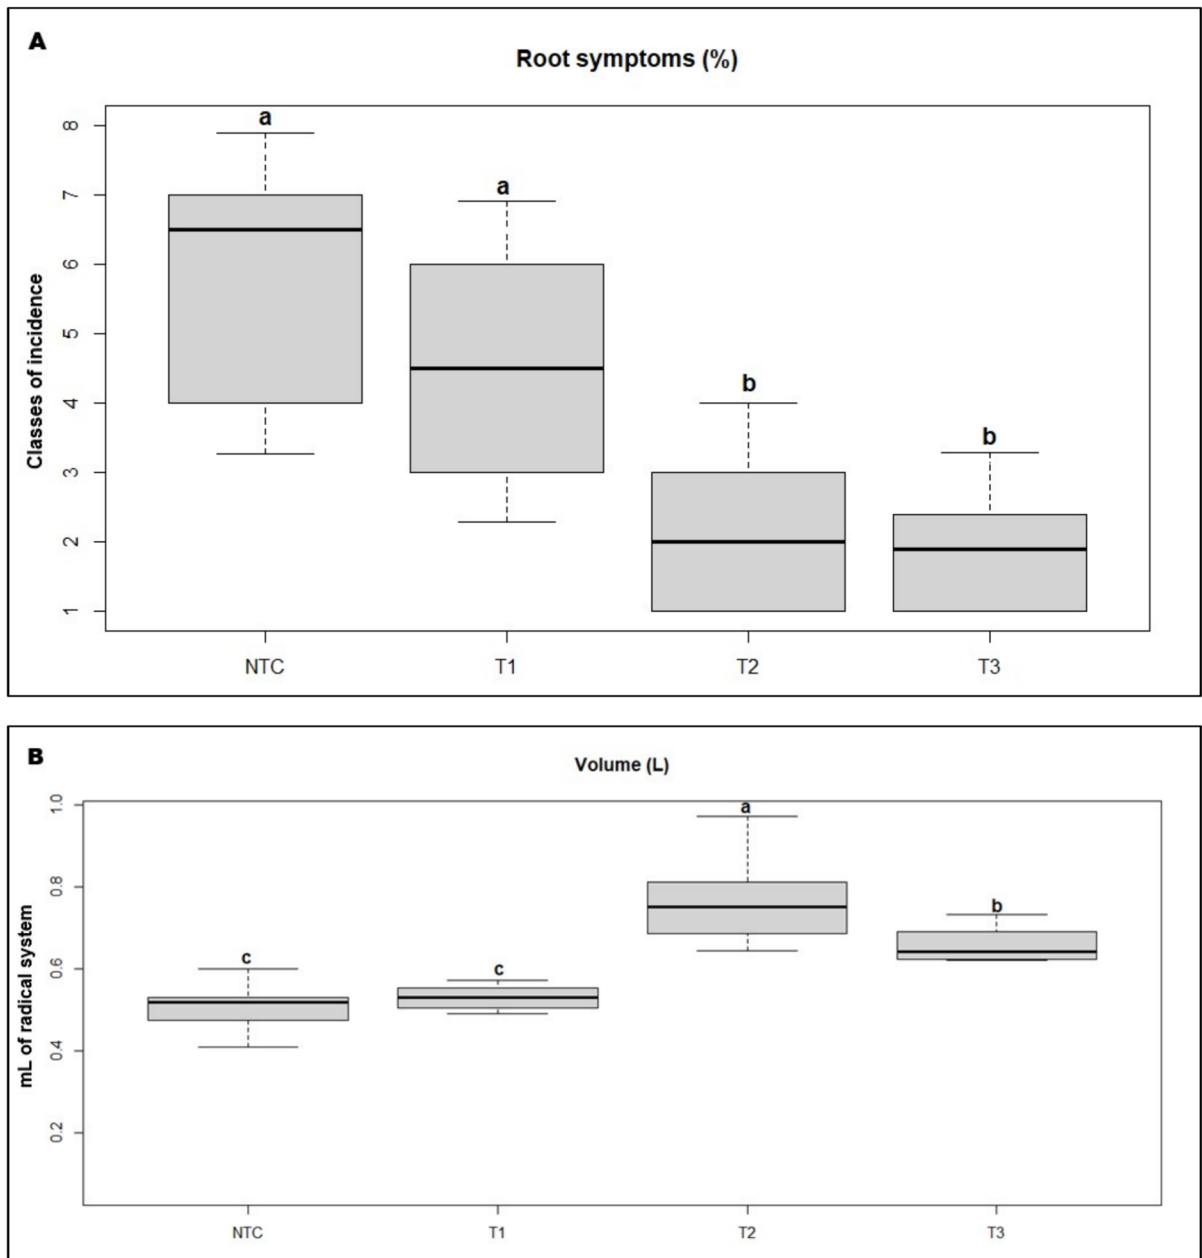 A
Root symptoms (%)
Classes of incidence
8
7
6
5
4
3
2
1
a
a
b
b
NTC T1 T2 T3
B
Volume (L)
mL of radical system
1.0
0.8
0.6
0.4
0.2
c
c
a
b
NTC T1 T2 T3